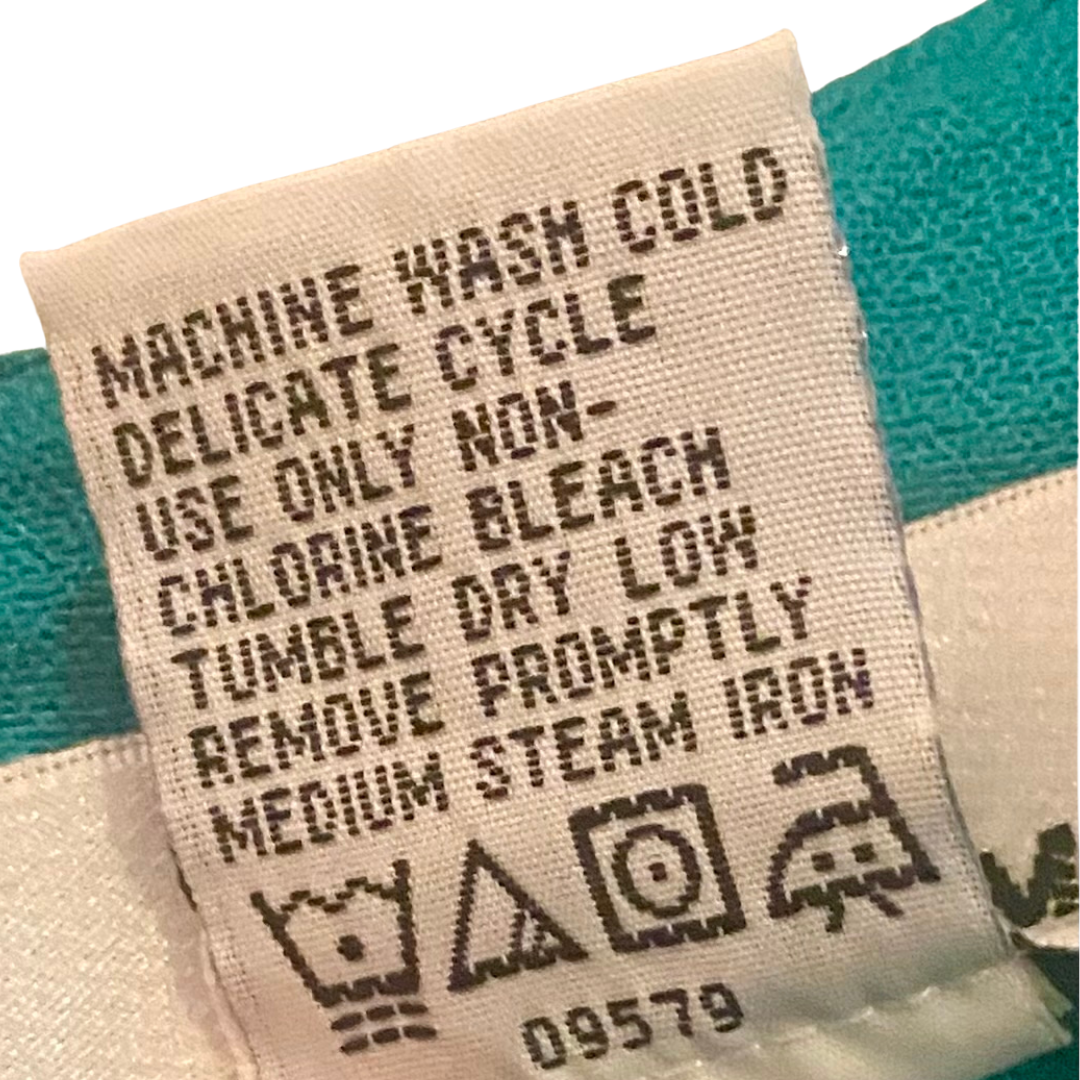 MACHINE WASH COLD
DELICATE CYCLE
USE ONLY NON-
CHLORINE BLEACH
TUMBLE DRY LOW
REMOVE PROMPTLY
MEDIUM STEAM IRON
09579